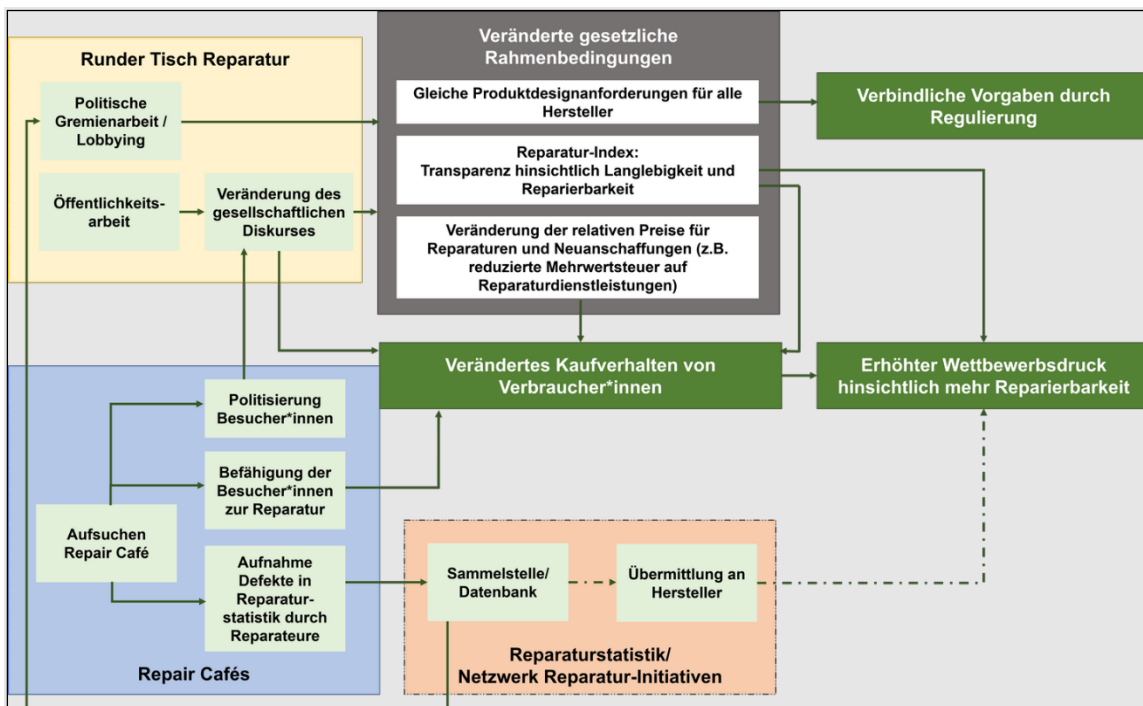 Runder Tisch Reparatur
Politische
Gremienarbeit /
Lobbying
Öffentlichkeits-
arbeit
Veränderung des
gesellschaftlichen
Diskurses
Veränderte gesetzliche
Rahmenbedingungen
Gleiche Produktdesignanforderungen für alle
Hersteller
Reparatur-Index:
Transparenz hinsichtlich Langlebigkeit und
Reparierbarkeit
Veränderung der relativen Preise für
Reparaturen und Neuanschaffungen (z.B.
reduzierte Mehrwertsteuer auf
Reparaturdienstleistungen)
Verbindliche Vorgaben durch
Regulierung
Verändertes Kaufverhalten von
Verbraucher*innen
Erhöhter Wettbewerbsdruck
hinsichtlich mehr Reparierbarkeit
Politisierung
Besucher*innen
Befähigung der
Besucher*innen
zur Reparatur
Aufsuchen
Repair Café
Aufnahme
Defekte in
Reparatur-
statistik durch
Reparateure
Repair Cafés
Sammelstelle/
Datenbank
Übermittlung an
Hersteller
Reparaturstatistik/
Netzwerk Reparatur-Initiativen